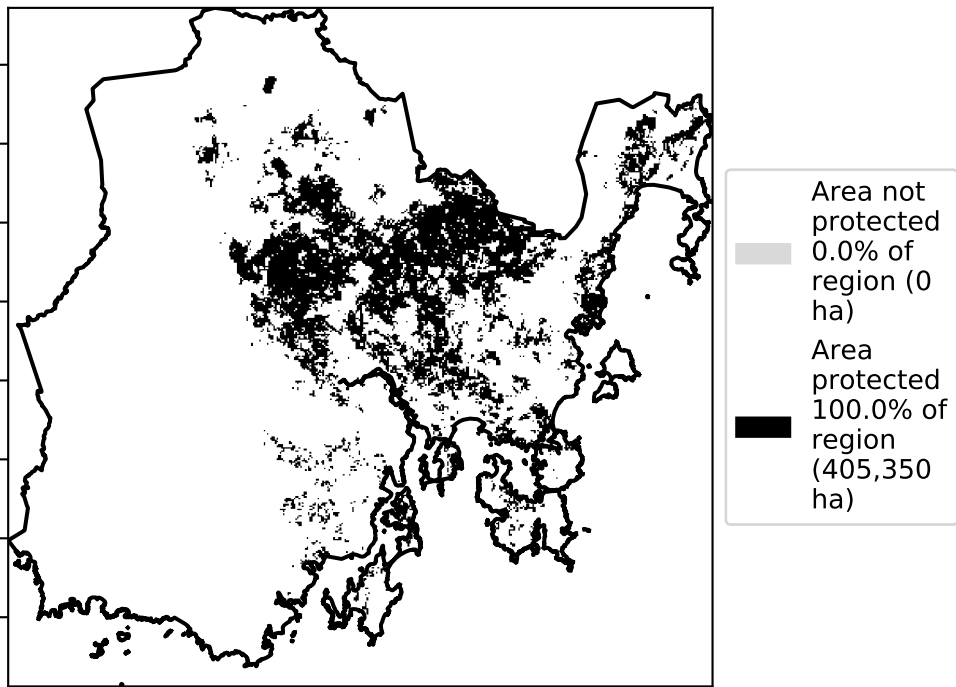 Area not
protected
0.0% of
region (0
ha)
Area
protected
100.0% of
region
(405,350
ha)